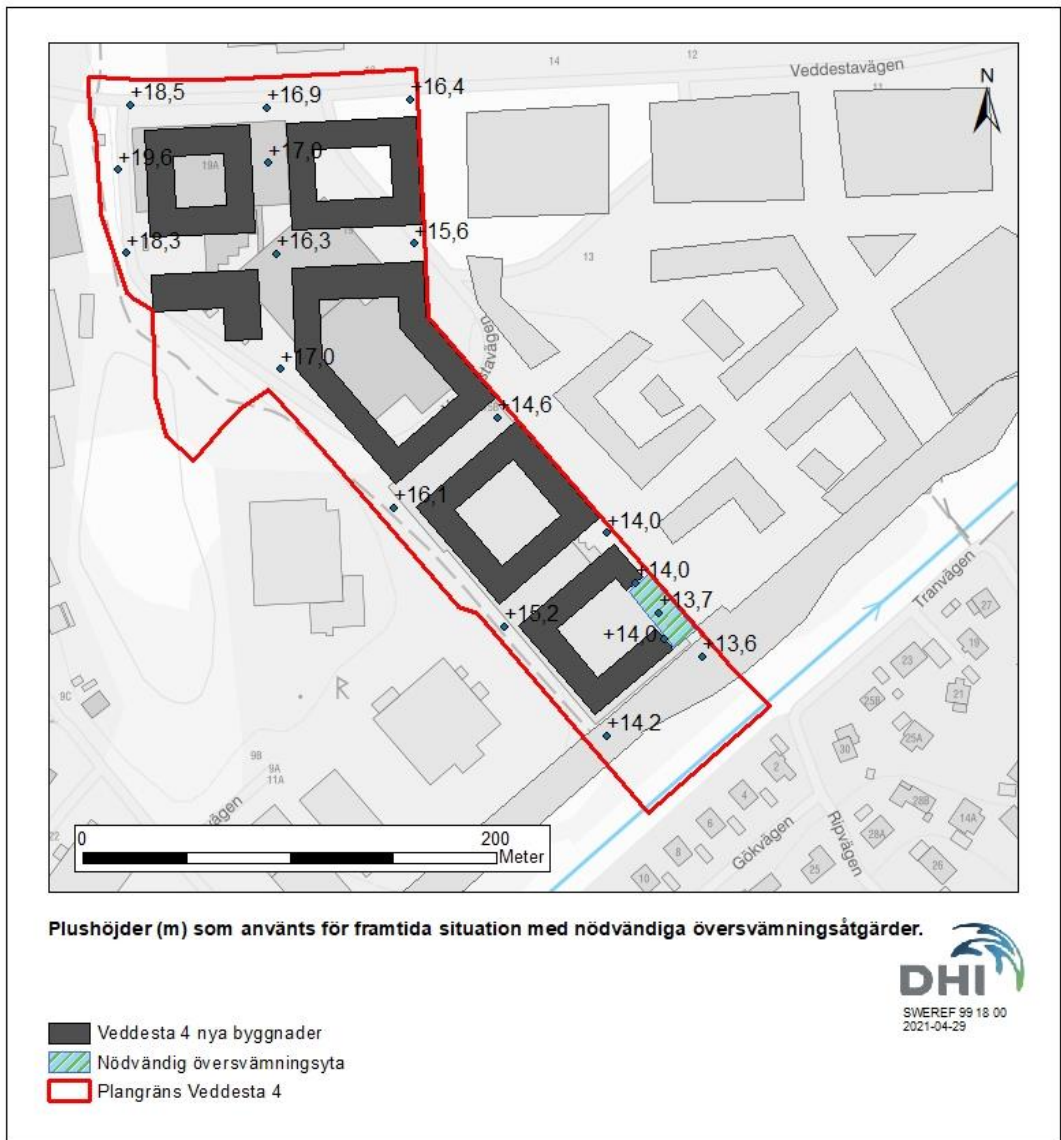 12
14
Veddestavägen
11
N
+18,5
+16,9
+16,4
+19,6
19A
+17,0
+18,3
+16,3
+15,6
13
+17,0
+14,6
+16,1
+14,0
+14,0
+13,7
+15,2
+14,0
+13,6
+14,2
Tranvägen
27
19
23
21
25B
25A
30
2
4
6
8
10
28B
14A
28A
26
25
Gökvägen
Ripvägen
9C
9B
9A
11A
R
22
0
200
Meter
Plushöjder (m) som använts för framtida situation med nödvändiga översvämningsåtgärder.
DHI
SWEREF 99 18 00
2021-04-29
Veddesta 4 nya byggnader
Nödvändig översvämningsyta
Plangräns Veddesta 4